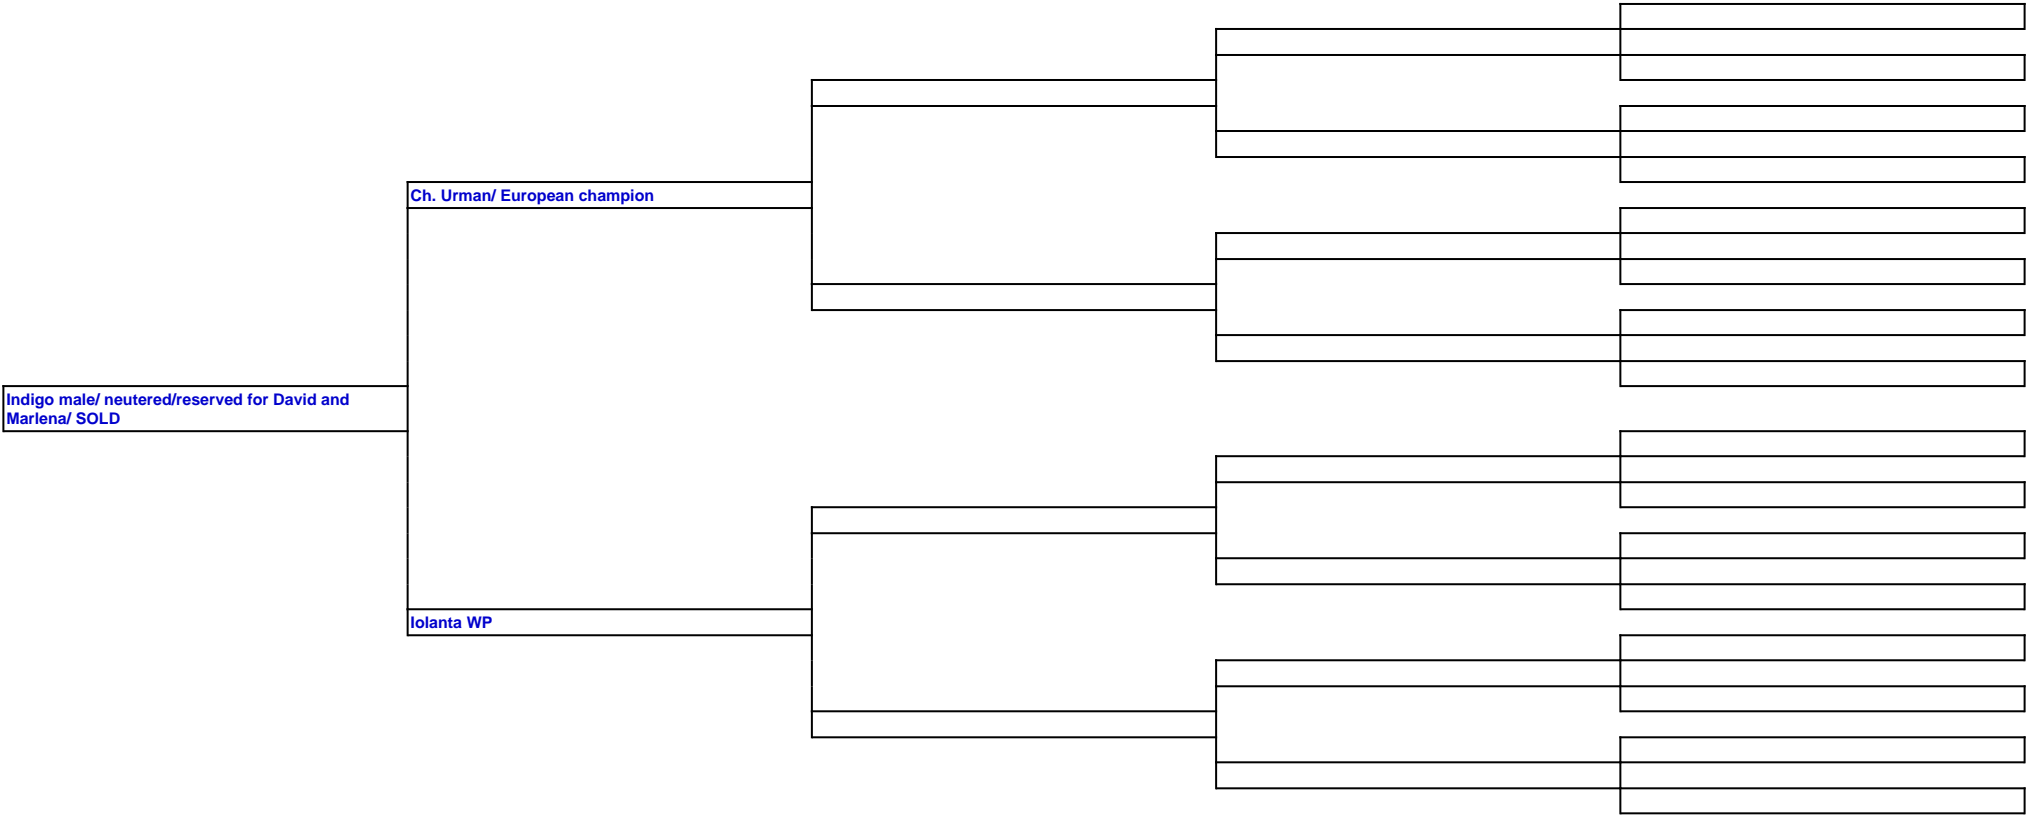 Ch. Urman/ European champion
Indigo male/ neutered/reserved for David and
Marlena/ SOLD
Iolanta WP